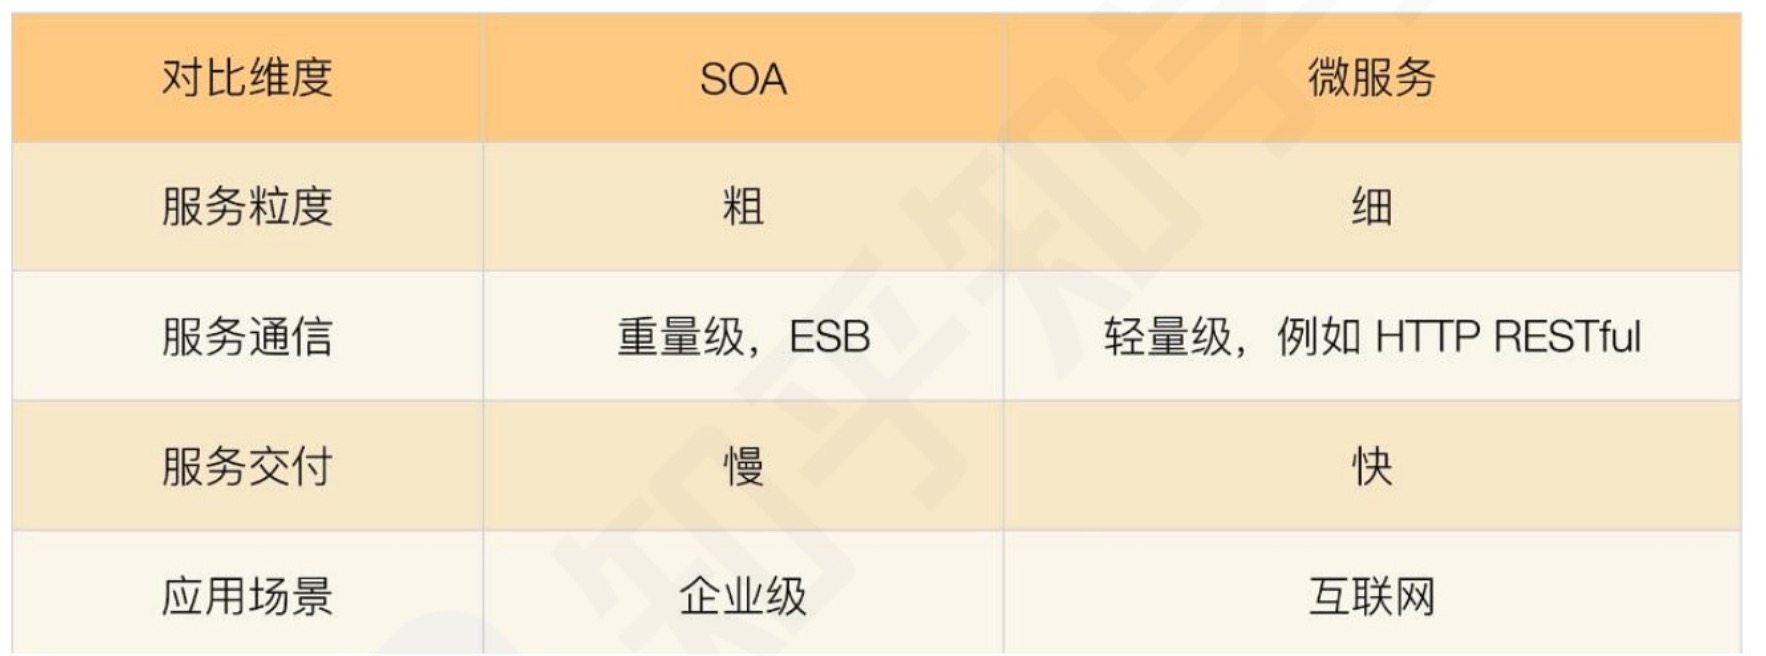 对比维度 SOA 微服务
服务粒度 粗 细
服务通信 重量级，ESB 轻量级，例如 HTTP RESTful
服务交付 慢 快
应用场景 企业级 互联网